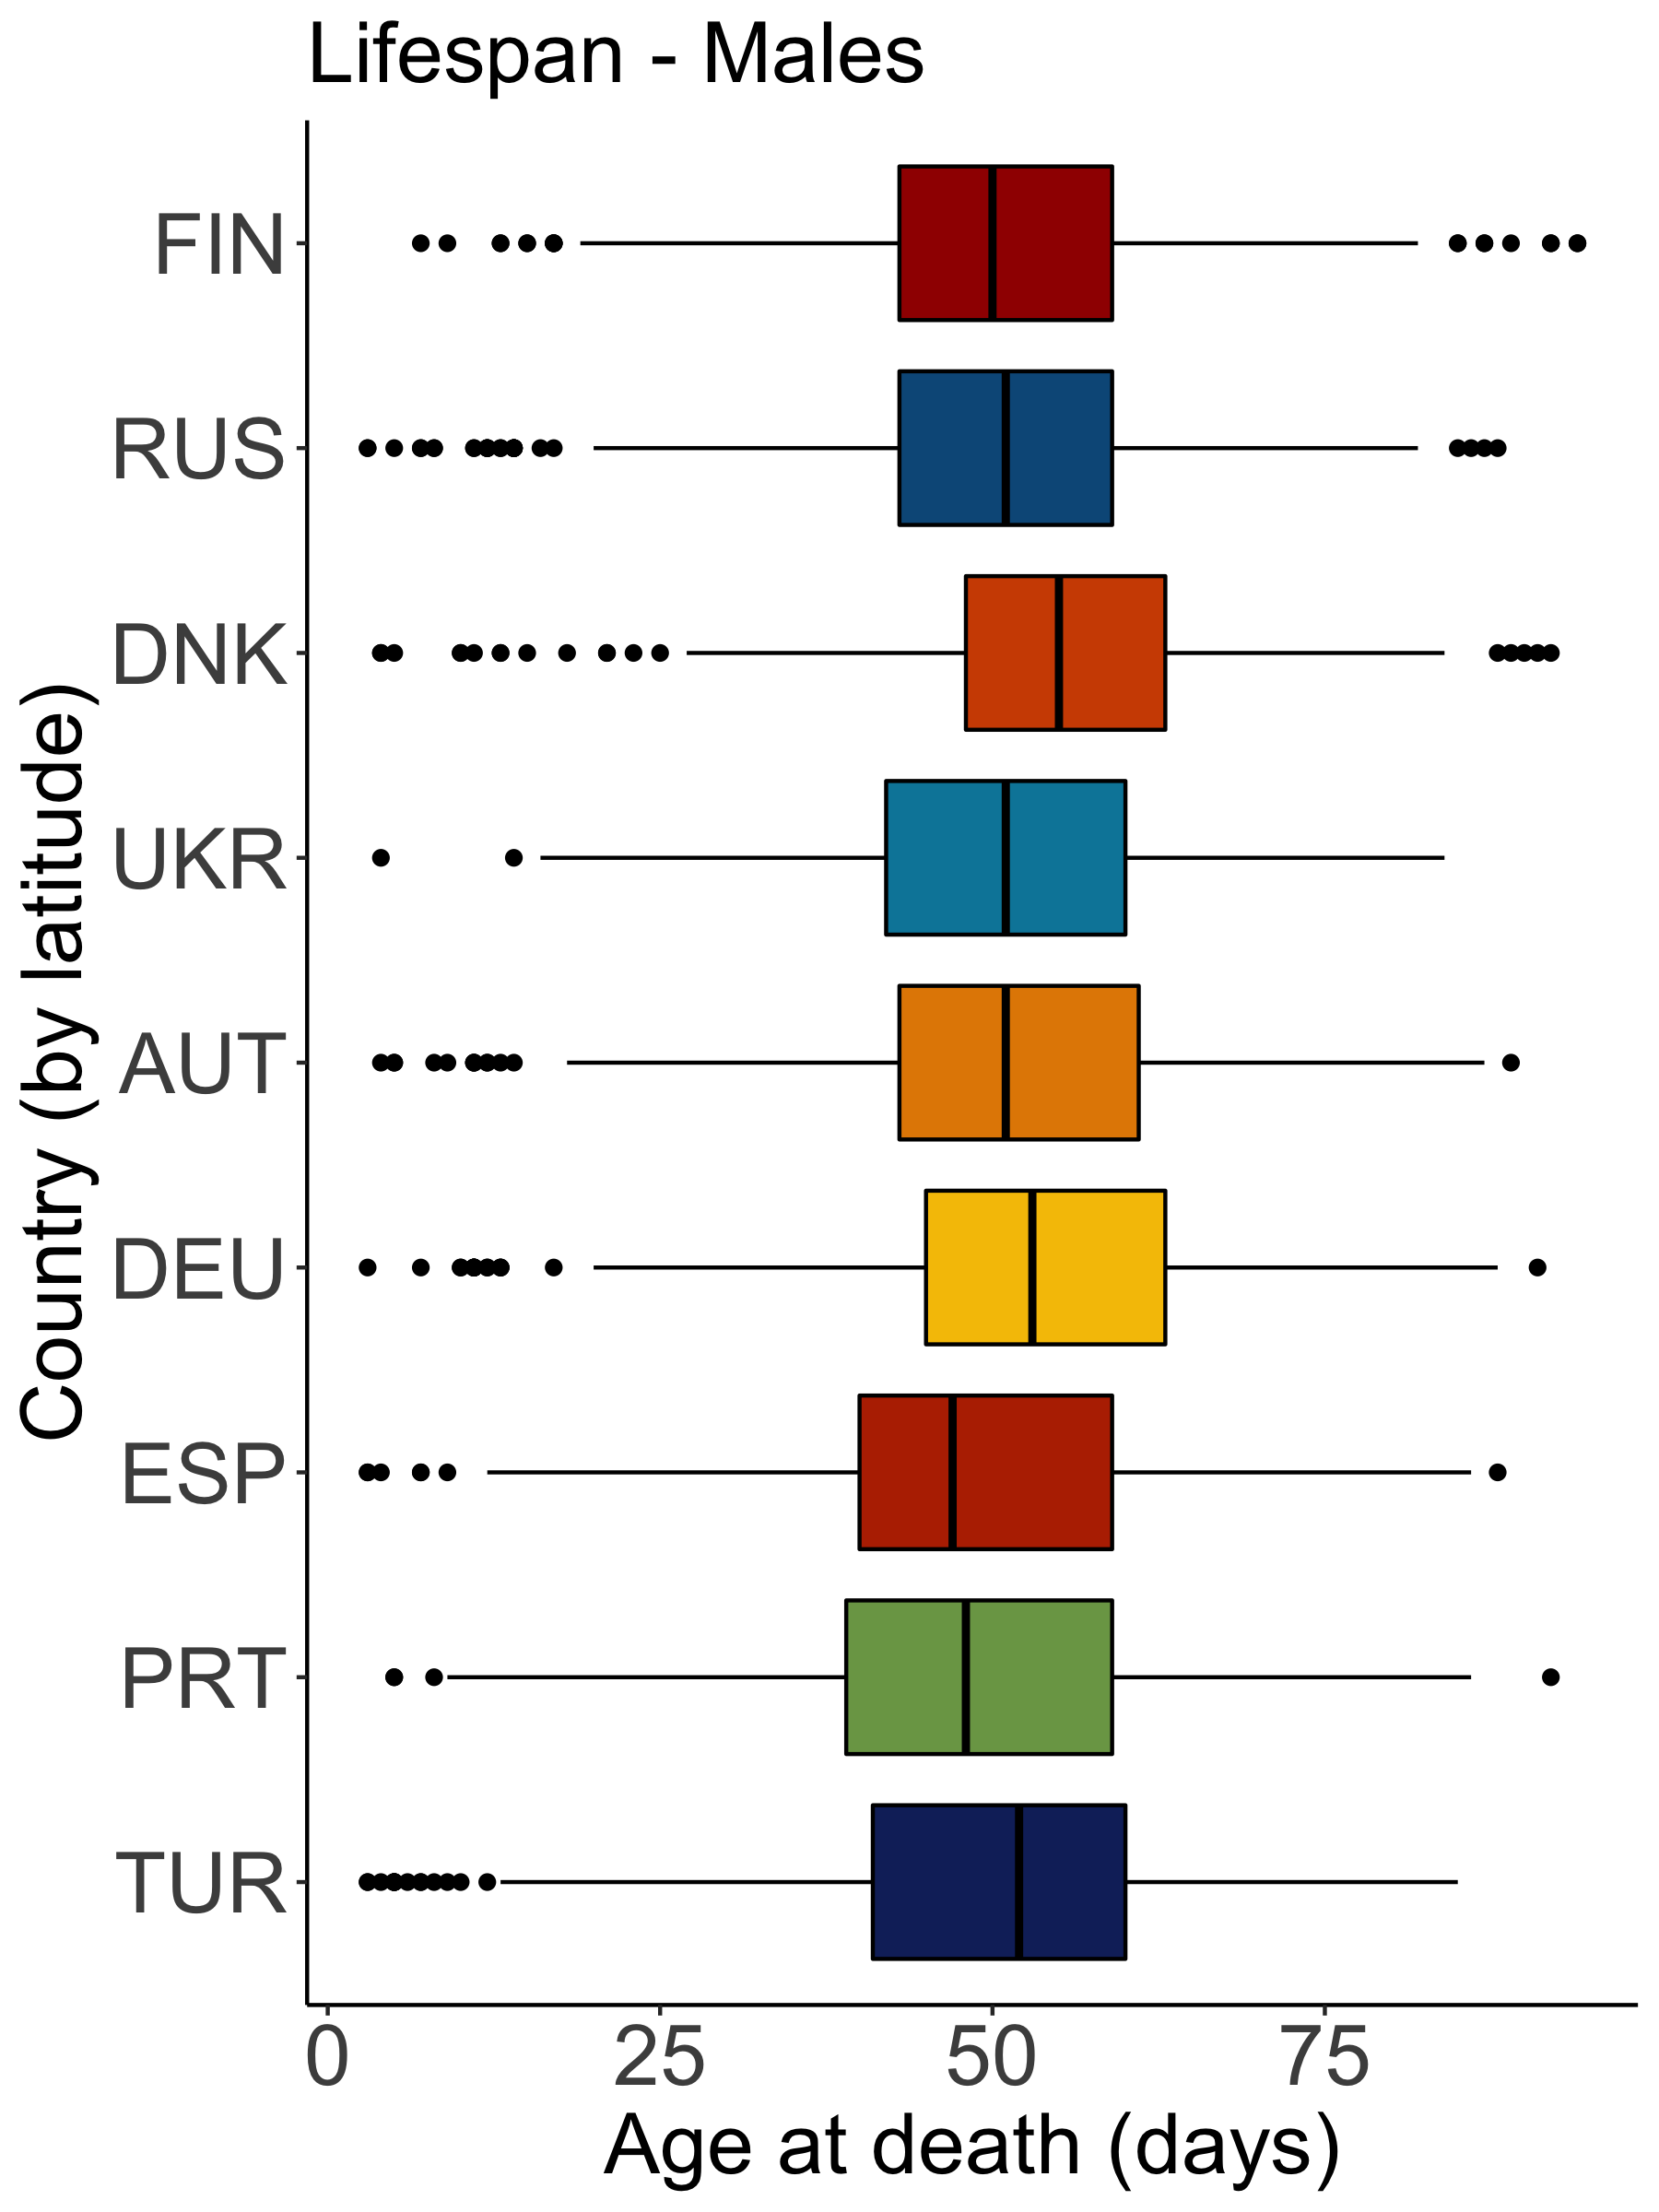 Lifespan - Males
Country (by latitude)
FIN
RUS
DNK
UKR
AUT
DEU
ESP
PRT
TUR
0 25 50 75
Age at death (days)